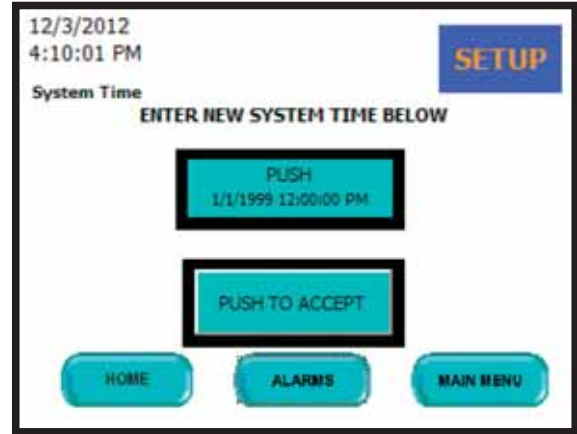 12/3/2012
4:10:01 PM
SETUP
System Time
ENTER NEW SYSTEM TIME BELOW
PUSH
1/1/1999 12:00:00 PM
PUSH TO ACCEPT
HOME
ALARMS
MAIN MENU